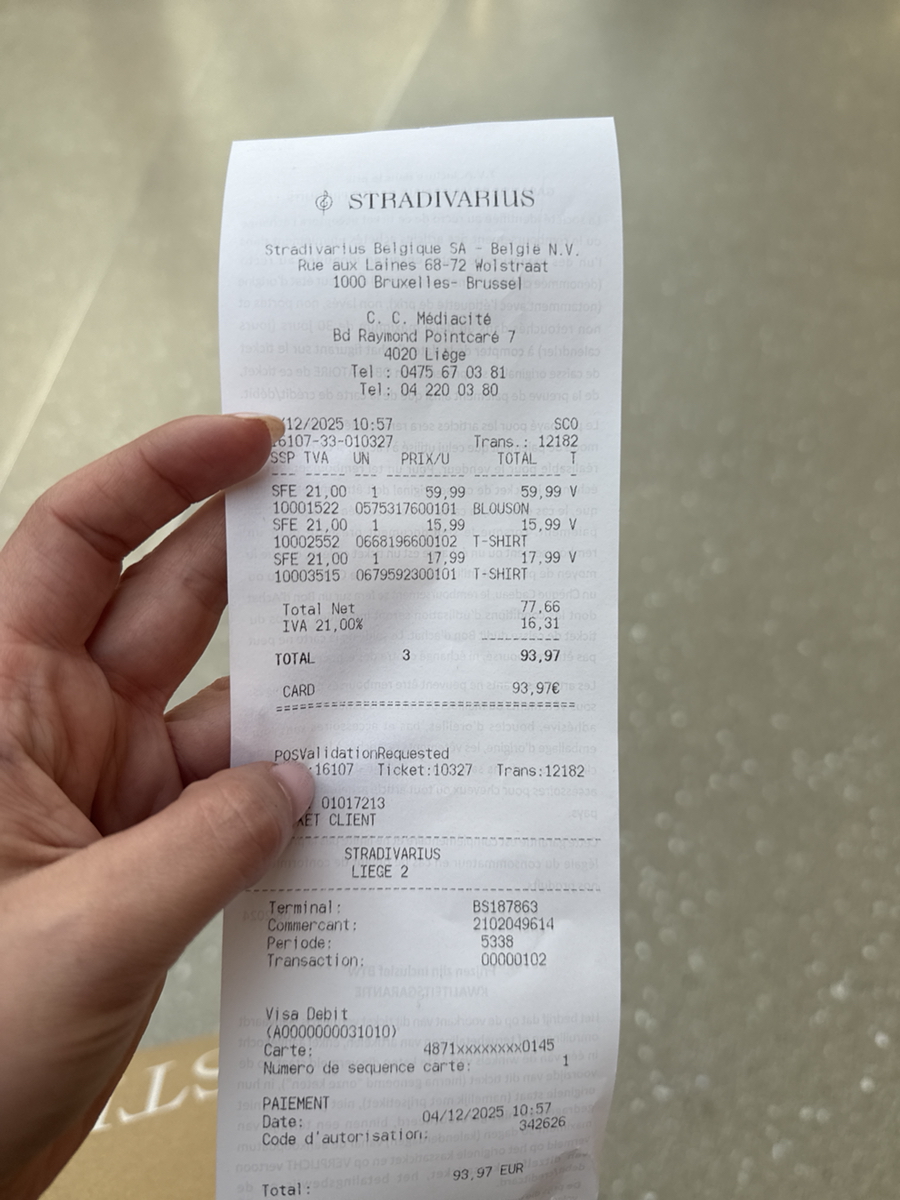 STRADIVARIUS
Stradivarius Belgique SA - Belgie N.V.
Rue aux Laines 68-72 Wolstraat
1000 Bruxelles- Brussel
C. C. Médiacité
Bd Raymond Pointcaré 7
4020 Liège
Tel : 0475 67 03 81
Tel: 04 220 03 80
/12/2025 10:57 SCO
6107-33-010327 Trans.: 12182
SSP TVA UN PRIX/U TOTAL T
SFE 21,00 1 59,99 59,99 V
10001522 0575317600101 BLOUSON
SFE 21,00 1 15,99 15,99 V
10002552 0668196600102 T-SHIRT
SFE 21,00 1 17,99 17,99 V
10003515 0679592300101 T-SHIRT
Total Net 77,66
IVA 21,00% 16,31
TOTAL 3 93,97
CARD 93,97€
POSValidationRequested
:16107 Ticket:10327 Trans:12182
01017213
KET CLIENT
STRADIVARIUS
LIEGE 2
Terminal: BS187863
Commercant: 2102049614
Periode: 5338
Transaction: 00000102
Visa Debit
(A0000000031010)
Carte: 4871xxxxxxxx0145
Numero de sequence carte: 1
PAIEMENT
Date: 04/12/2025 10:57
Code d'autorisation: 342626
Total: 93,97 EUR